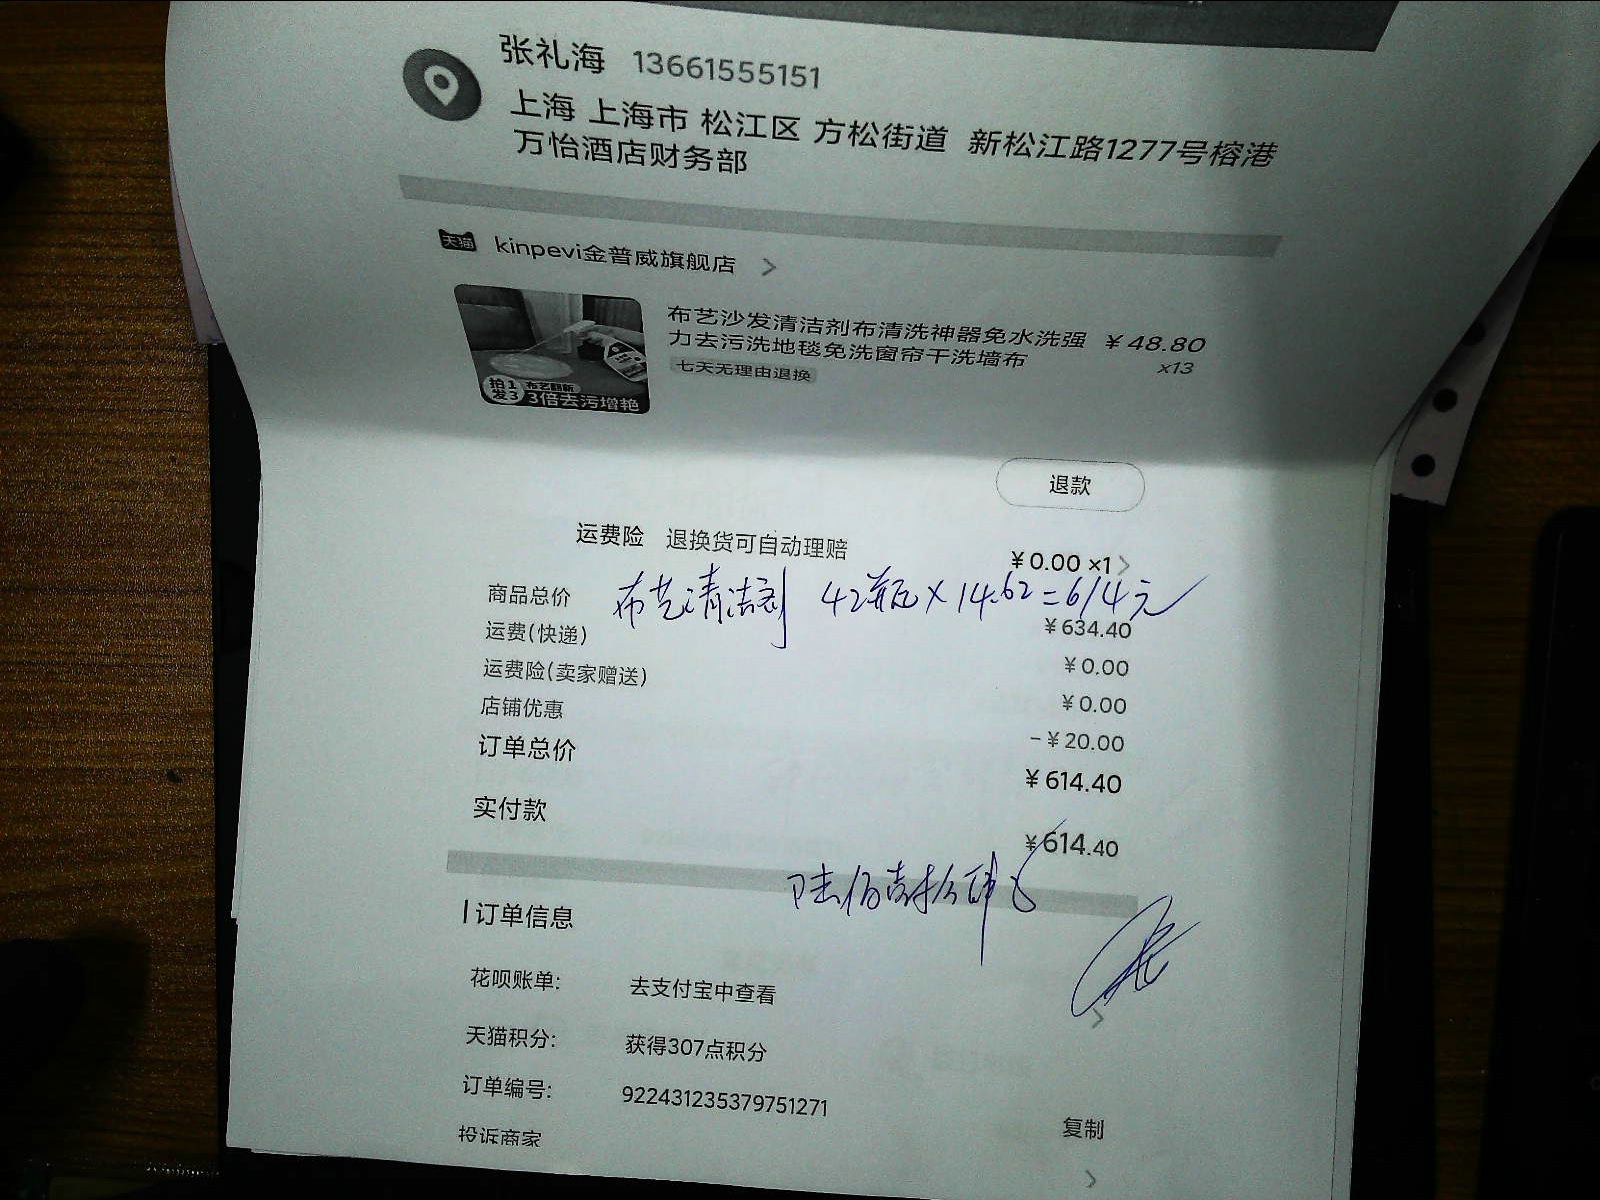 张礼海 13661555151
上海 上海市 松江区 方松街道 新松江路1277号榕港
万怡酒店财务部
天猫 kinpevi金普威旗舰店 >
布艺沙发清洁剂布清洗神器免水洗强 ¥48.80
力去污洗地毯免洗窗帘干洗墙布 x13
七天无理由退换
拍1 布艺翻新
发3 3倍去污增艳
退款
运费险 退换货可自动理赔 ¥0.00 ×1 >
商品总价 布艺清洁剂 42瓶×14.62=614元
¥634.40
运费(快递)
¥0.00
运费险(卖家赠送)
¥0.00
店铺优惠
-¥20.00
订单总价
¥614.40
实付款
¥614.40
陆佰壹拾肆
订单信息
花呗账单: 去支付宝中查看 >
天猫积分: 获得307点积分
订单编号: 922431235379751271 复制
投诉商家 >